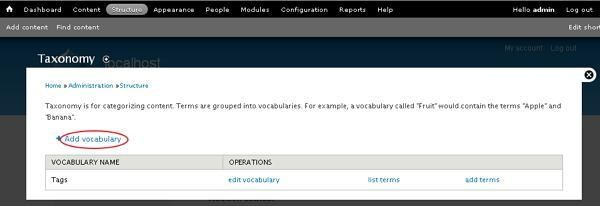 Dashboard Content Structure Appearance People Modules Configuration Reports Help Hello admin Log out
Add content Find content Edit short
My account Log out
Taxonomy
localhost
Home » Administration » Structure
Taxonomy is for categorizing content. Terms are grouped into vocabularies. For example, a vocabulary called "Fruit" would contain the terms "Apple" and
"Banana".
+ Add vocabulary
VOCABULARY NAME OPERATIONS
Tags edit vocabulary list terms add terms